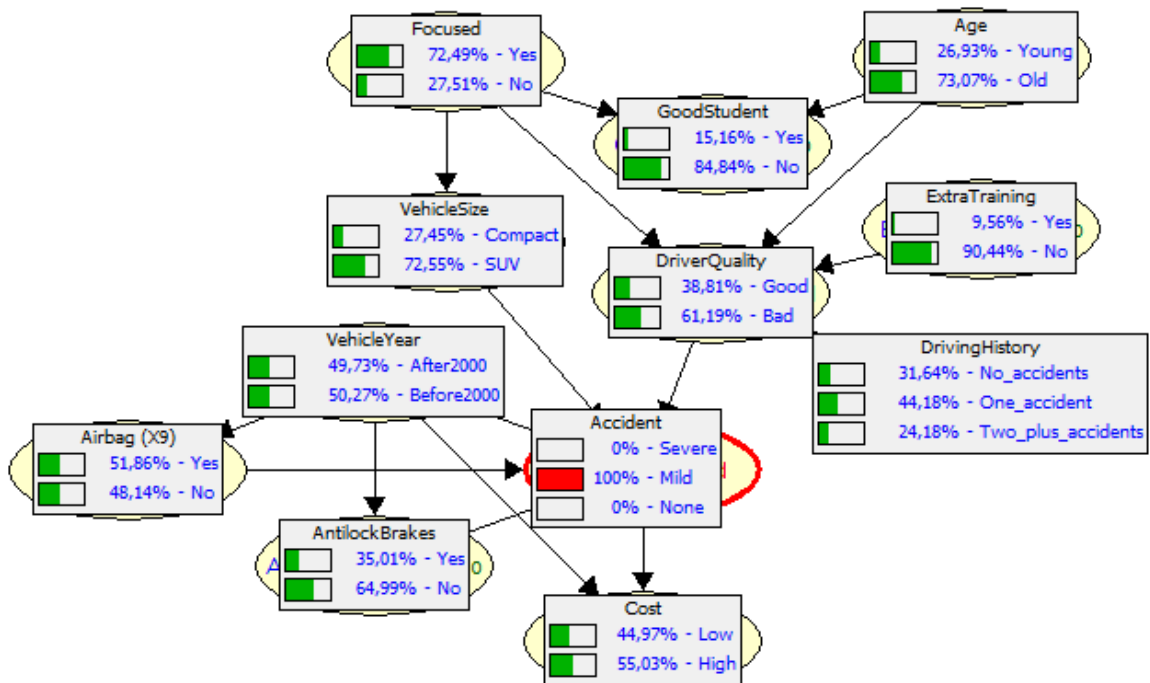 Focused
72,49% - Yes
27,51% - No
Age
26,93% - Young
73,07% - Old
GoodStudent
15,16% - Yes
84,84% - No
VehicleSize
27,45% - Compact
72,55% - SUV
ExtraTraining
9,56% - Yes
90,44% - No
DriverQuality
38,81% - Good
61,19% - Bad
VehicleYear
49,73% - After2000
50,27% - Before2000
DrivingHistory
31,64% - No_accidents
44,18% - One_accident
24,18% - Two_plus_accidents
Airbag (X9)
51,86% - Yes
48,14% - No
Accident
0% - Severe
100% - Mild
0% - None
AntilockBrakes
35,01% - Yes
64,99% - No
Cost
44,97% - Low
55,03% - High